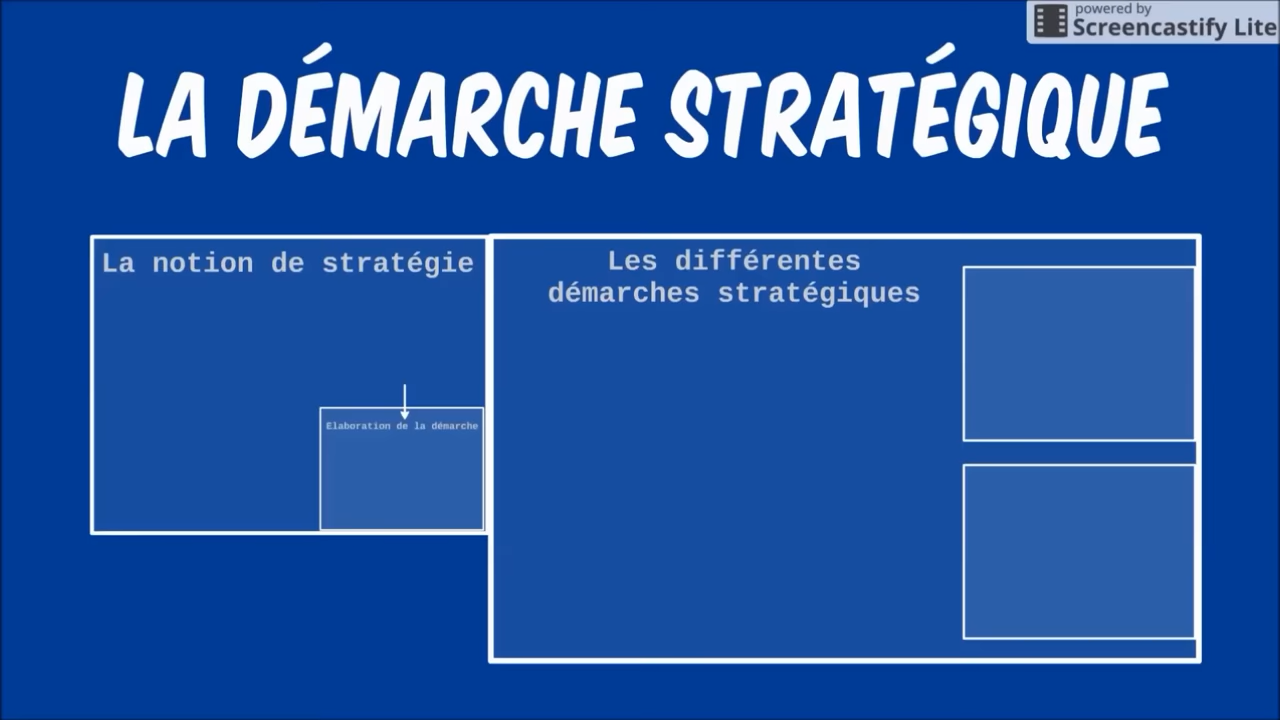 powered by
Screencastify Lite
LA DÉMARCHE STRATÉGIQUE
La notion de stratégie
Elaboration de la démarche
Les différentes
démarches stratégiques